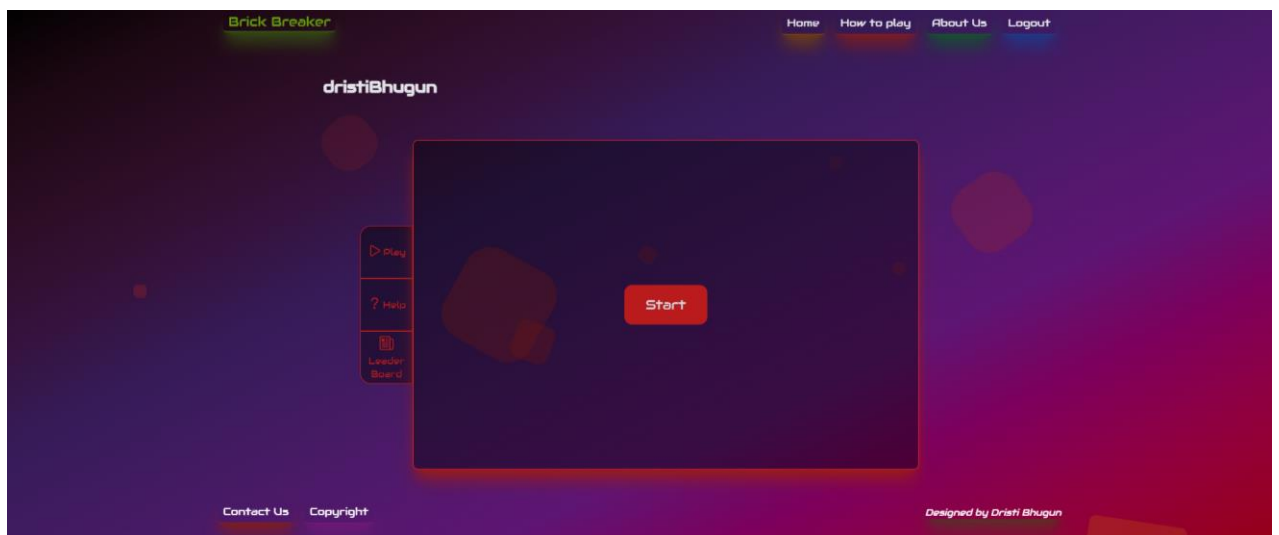 Brick Breaker
Home How to play About Us Logout
dristiBhugun
Play
? Help
Leader
Board
Start
Contact Us Copyright
Designed by Dristi Bhugun